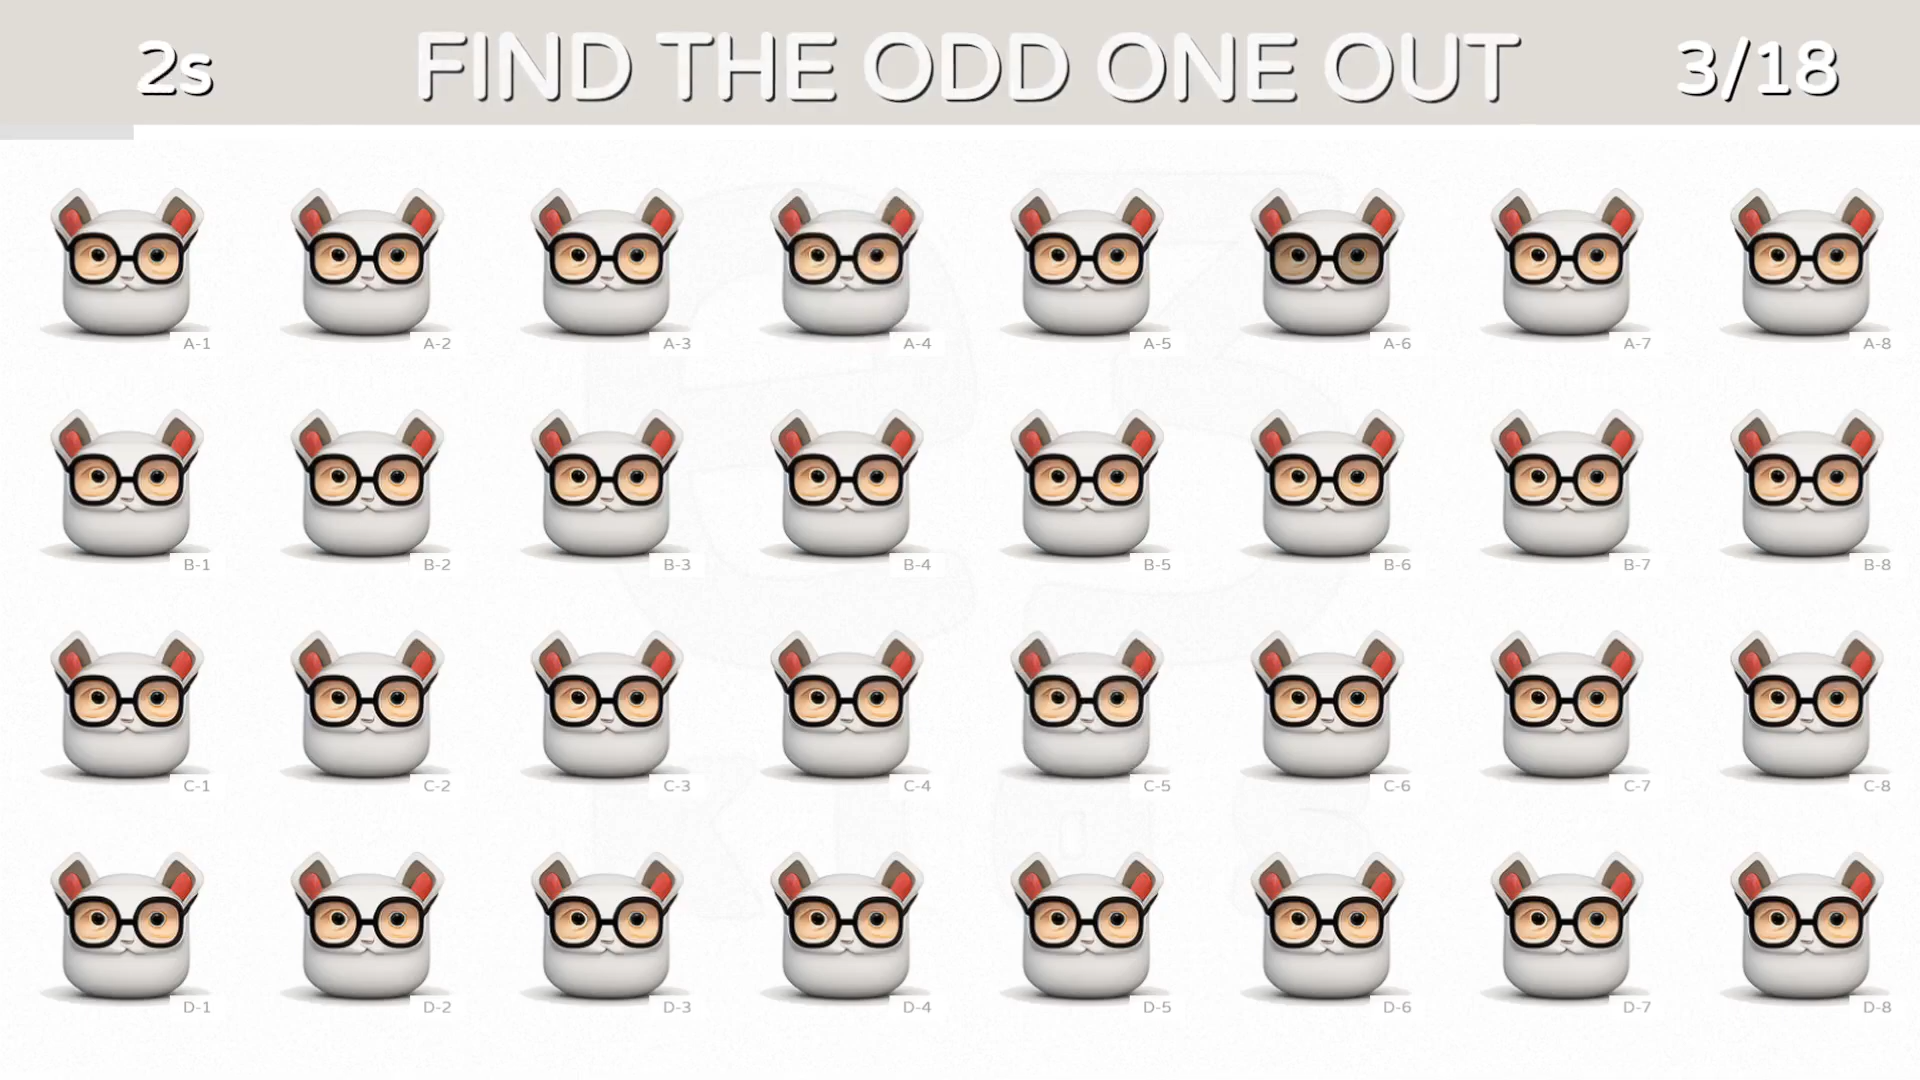 2s FIND THE ODD ONE OUT 3/18
A-1 A-2 A-3 A-4 A-5 A-6 A-7 A-8
B-1 B-2 B-3 B-4 B-5 B-6 B-7 B-8
C-1 C-2 C-3 C-4 C-5 C-6 C-7 C-8
D-1 D-2 D-3 D-4 D-5 D-6 D-7 D-8